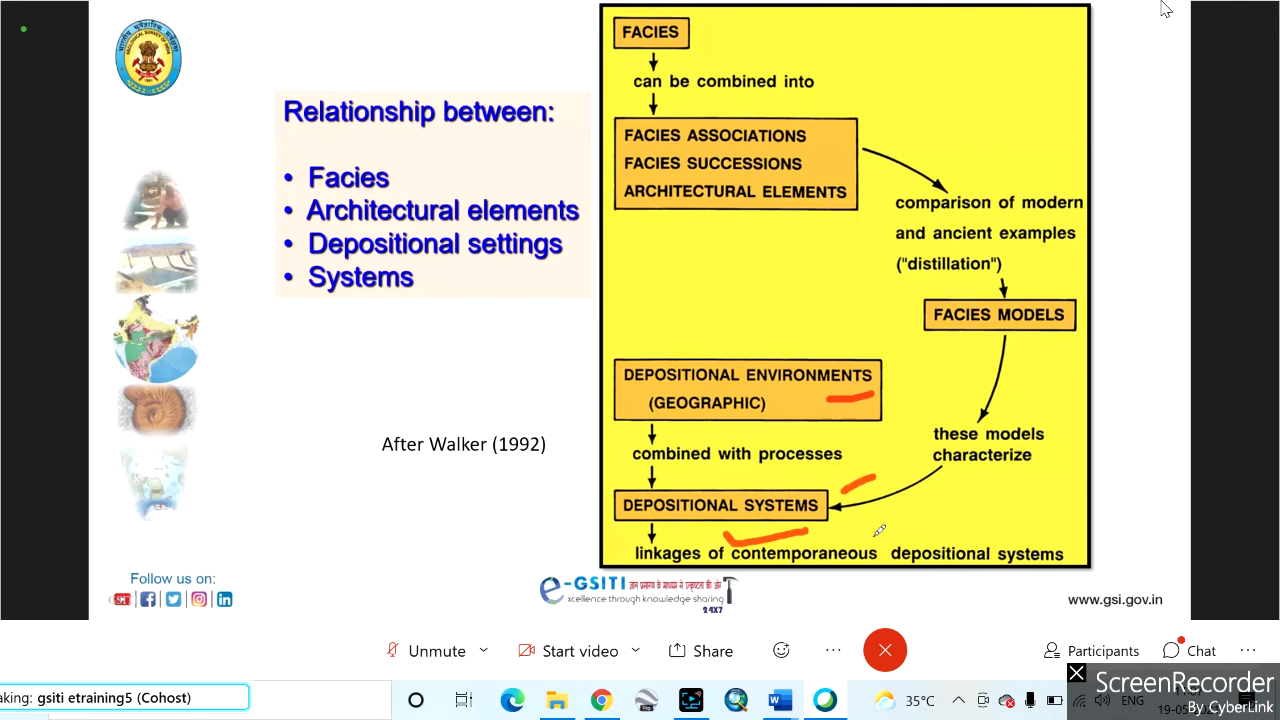 Relationship between:
• Facies
• Architectural elements
• Depositional settings
• Systems
After Walker (1992)
FACIES
can be combined into
FACIES ASSOCIATIONS
FACIES SUCCESSIONS
ARCHITECTURAL ELEMENTS
comparison of modern
and ancient examples
("distillation")
FACIES MODELS
these models
characterize
DEPOSITIONAL ENVIRONMENTS
(GEOGRAPHIC)
combined with processes
DEPOSITIONAL SYSTEMS
linkages of contemporaneous depositional systems
Follow us on:
e-GSITI
xcellence through knowledge sharing
24X7
www.gsi.gov.in
Unmute
Start video
Share
Participants
Chat
aking: gsiti etraining5 (Cohost)
35°C
ENG
ScreenRecorder
By CyberLink